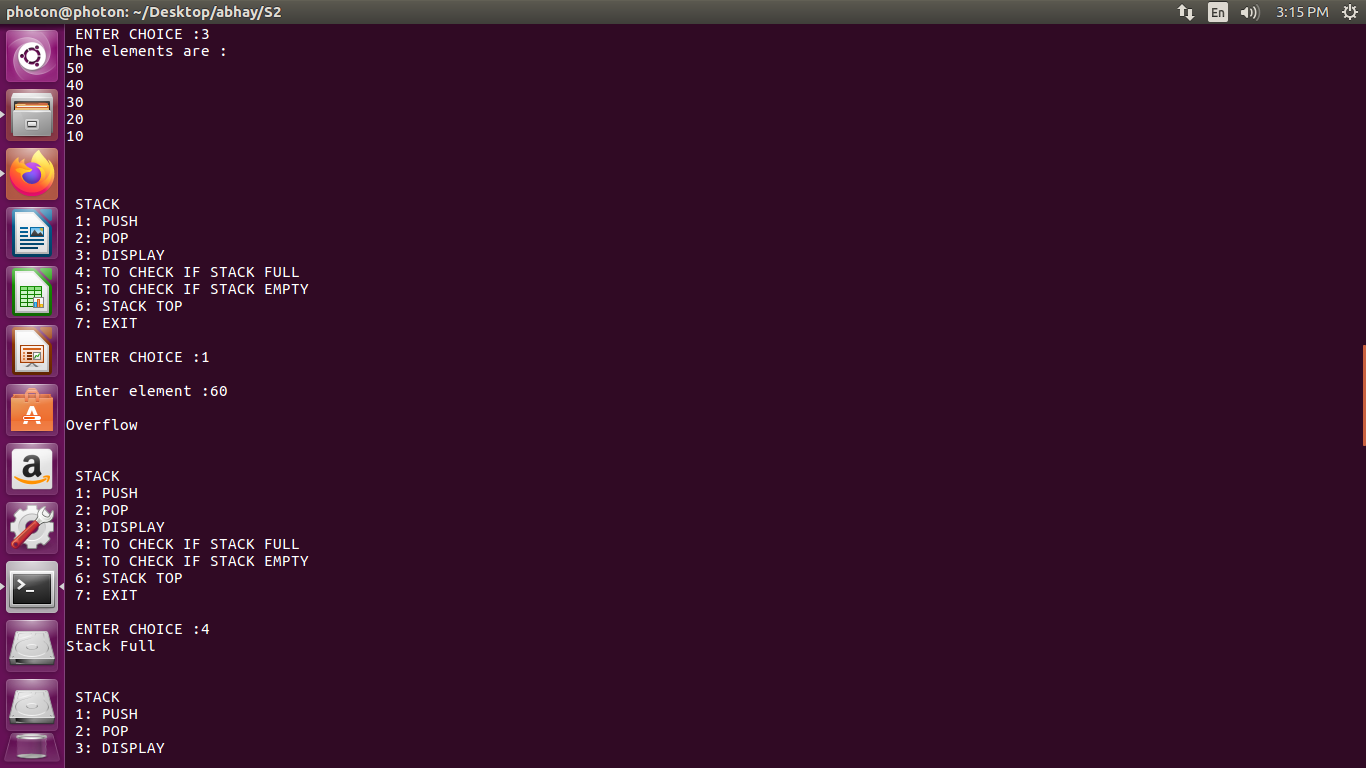 photon@photon: ~/Desktop/abhay/S2
En
3:15 PM
ENTER CHOICE :3
The elements are :
50
40
30
20
10
STACK
1: PUSH
2: POP
3: DISPLAY
4: TO CHECK IF STACK FULL
5: TO CHECK IF STACK EMPTY
6: STACK TOP
7: EXIT
ENTER CHOICE :1
Enter element :60
Overflow
STACK
1: PUSH
2: POP
3: DISPLAY
4: TO CHECK IF STACK FULL
5: TO CHECK IF STACK EMPTY
6: STACK TOP
7: EXIT
ENTER CHOICE :4
Stack Full
STACK
1: PUSH
2: POP
3: DISPLAY